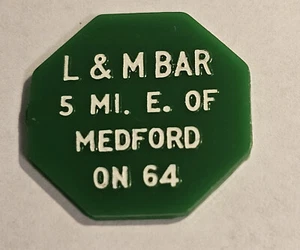 L & M BAR
5 MI. E. OF
MEDFORD
ON 64